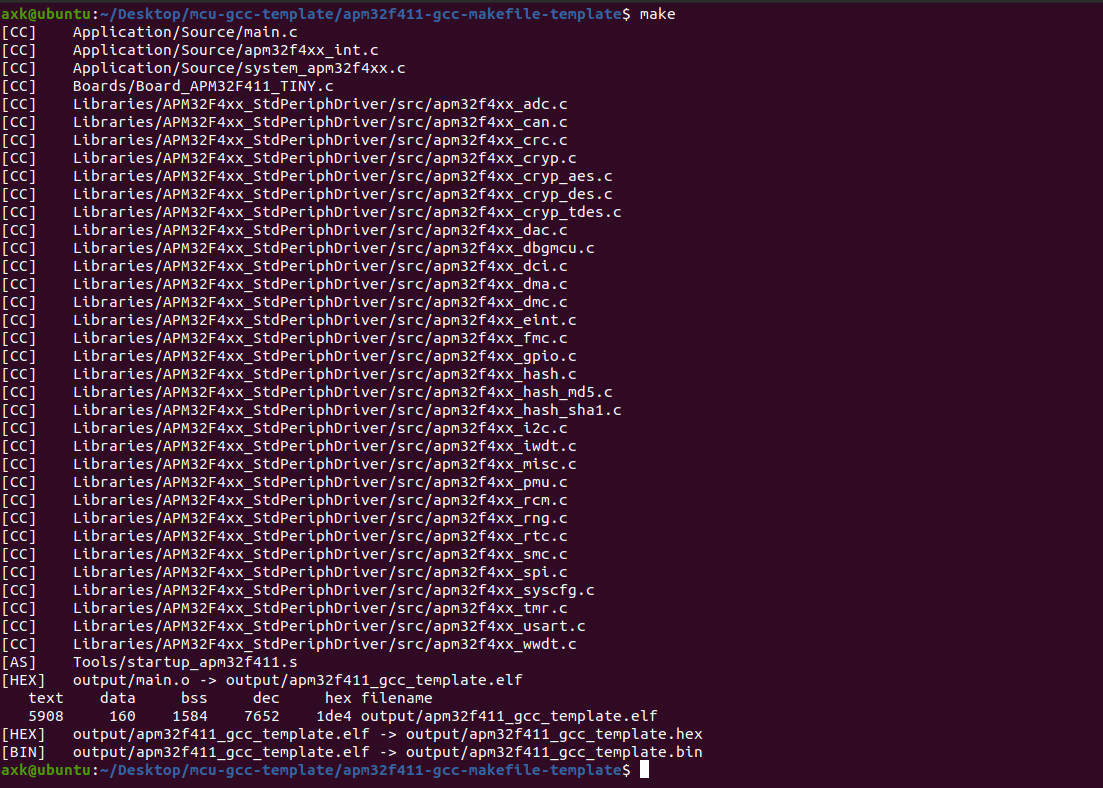 axk@ubuntu:~/Desktop/mcu-gcc-template/apm32f411-gcc-makefile-template$ make
[CC]    Application/Source/main.c
[CC]    Application/Source/apm32f4xx_int.c
[CC]    Application/Source/system_apm32f4xx.c
[CC]    Boards/Board_APM32F411_TINY.c
[CC]    Libraries/APM32F4xx_StdPeriphDriver/src/apm32f4xx_adc.c
[CC]    Libraries/APM32F4xx_StdPeriphDriver/src/apm32f4xx_can.c
[CC]    Libraries/APM32F4xx_StdPeriphDriver/src/apm32f4xx_crc.c
[CC]    Libraries/APM32F4xx_StdPeriphDriver/src/apm32f4xx_cryp.c
[CC]    Libraries/APM32F4xx_StdPeriphDriver/src/apm32f4xx_cryp_aes.c
[CC]    Libraries/APM32F4xx_StdPeriphDriver/src/apm32f4xx_cryp_des.c
[CC]    Libraries/APM32F4xx_StdPeriphDriver/src/apm32f4xx_cryp_tdes.c
[CC]    Libraries/APM32F4xx_StdPeriphDriver/src/apm32f4xx_dac.c
[CC]    Libraries/APM32F4xx_StdPeriphDriver/src/apm32f4xx_dbgmcu.c
[CC]    Libraries/APM32F4xx_StdPeriphDriver/src/apm32f4xx_dci.c
[CC]    Libraries/APM32F4xx_StdPeriphDriver/src/apm32f4xx_dma.c
[CC]    Libraries/APM32F4xx_StdPeriphDriver/src/apm32f4xx_dmc.c
[CC]    Libraries/APM32F4xx_StdPeriphDriver/src/apm32f4xx_eint.c
[CC]    Libraries/APM32F4xx_StdPeriphDriver/src/apm32f4xx_fmc.c
[CC]    Libraries/APM32F4xx_StdPeriphDriver/src/apm32f4xx_gpio.c
[CC]    Libraries/APM32F4xx_StdPeriphDriver/src/apm32f4xx_hash.c
[CC]    Libraries/APM32F4xx_StdPeriphDriver/src/apm32f4xx_hash_md5.c
[CC]    Libraries/APM32F4xx_StdPeriphDriver/src/apm32f4xx_hash_sha1.c
[CC]    Libraries/APM32F4xx_StdPeriphDriver/src/apm32f4xx_i2c.c
[CC]    Libraries/APM32F4xx_StdPeriphDriver/src/apm32f4xx_iwdt.c
[CC]    Libraries/APM32F4xx_StdPeriphDriver/src/apm32f4xx_misc.c
[CC]    Libraries/APM32F4xx_StdPeriphDriver/src/apm32f4xx_pmu.c
[CC]    Libraries/APM32F4xx_StdPeriphDriver/src/apm32f4xx_rcm.c
[CC]    Libraries/APM32F4xx_StdPeriphDriver/src/apm32f4xx_rng.c
[CC]    Libraries/APM32F4xx_StdPeriphDriver/src/apm32f4xx_rtc.c
[CC]    Libraries/APM32F4xx_StdPeriphDriver/src/apm32f4xx_smc.c
[CC]    Libraries/APM32F4xx_StdPeriphDriver/src/apm32f4xx_spi.c
[CC]    Libraries/APM32F4xx_StdPeriphDriver/src/apm32f4xx_syscfg.c
[CC]    Libraries/APM32F4xx_StdPeriphDriver/src/apm32f4xx_tmr.c
[CC]    Libraries/APM32F4xx_StdPeriphDriver/src/apm32f4xx_usart.c
[CC]    Libraries/APM32F4xx_StdPeriphDriver/src/apm32f4xx_wwdt.c
[AS]    Tools/startup_apm32f411.s
[HEX]   output/main.o -> output/apm32f411_gcc_template.elf
   text    data     bss     dec     hex filename
   5908     160    1584    7652    1de4 output/apm32f411_gcc_template.elf
[HEX]   output/apm32f411_gcc_template.elf -> output/apm32f411_gcc_template.hex
[BIN]   output/apm32f411_gcc_template.elf -> output/apm32f411_gcc_template.bin
axk@ubuntu:~/Desktop/mcu-gcc-template/apm32f411-gcc-makefile-template$